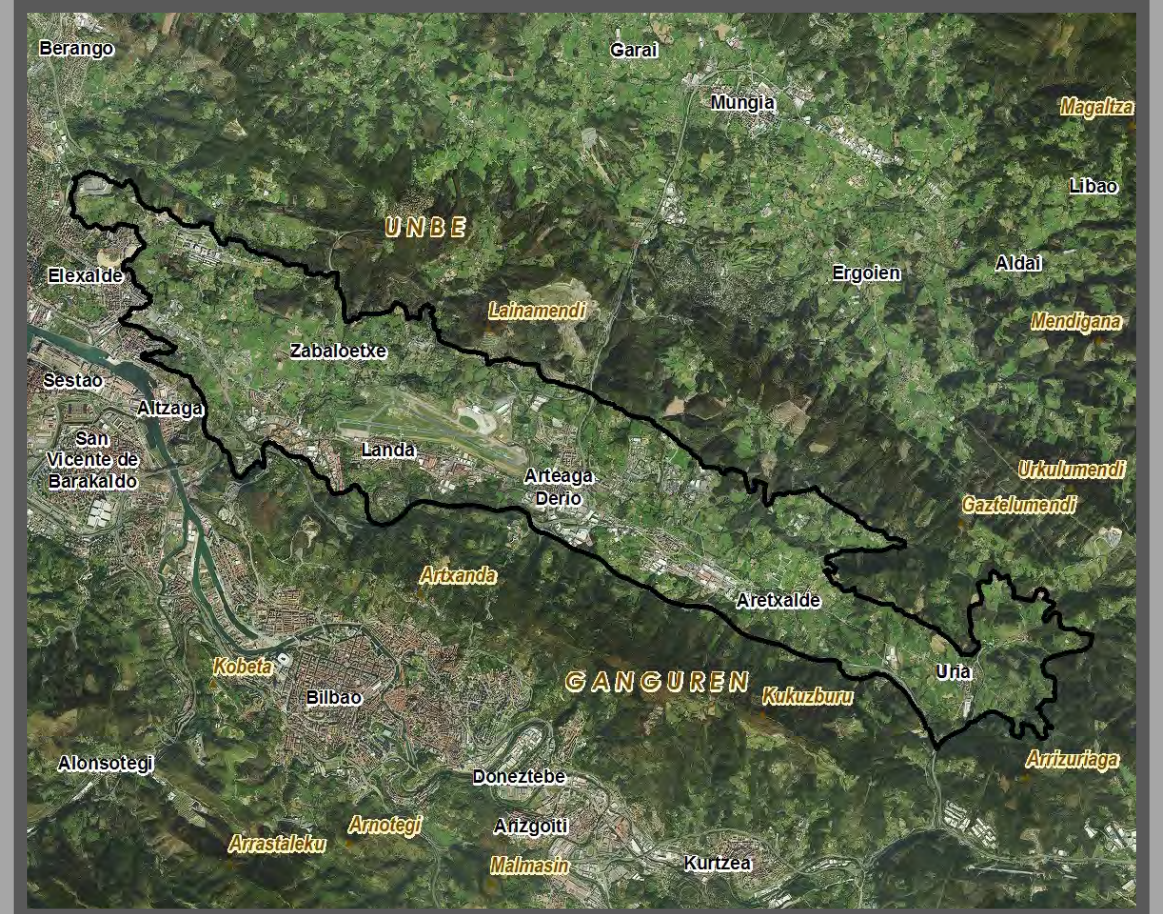 Berango
Garai
Mungia
Magaltza
Libao
UNBE
Elexalde
Ergoien
Aldai
Lainamendi
Mendigana
Zabaloetxe
Sestao
Altzaga
San
Vicente de
Barakaldo
Landa
Arteaga
Derio
Urkulumendi
Gaztelumendi
Artxanda
Aretxalde
Kobeta
GANGUREN
Uria
Bilbao
Kukuzburu
Alonsotegi
Doneztebe
Arrizuriaga
Arnotegi
Arizgoiti
Arrastaleku
Malmasin
Kurtzea